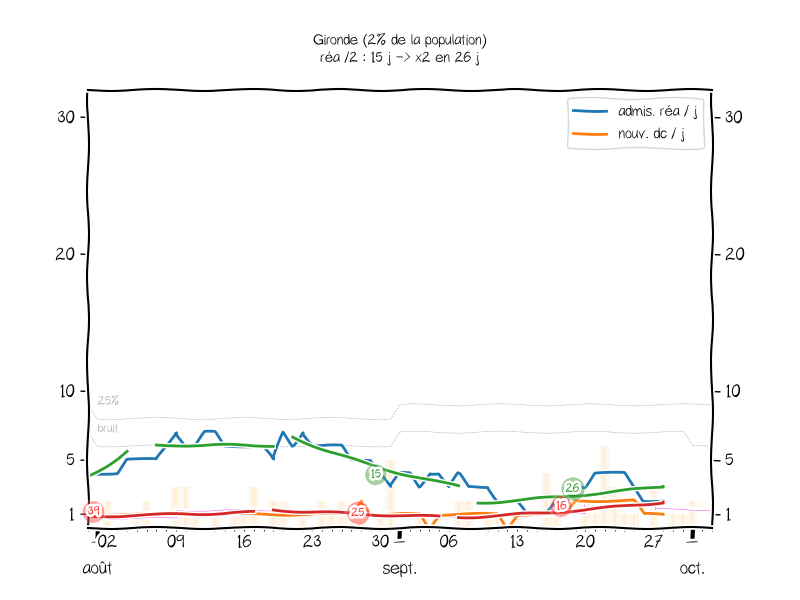 Gironde (2% de la population)
réa /2 : 15 j -> x2 en 26 j
admis. réa / j
nouv. dc / j
30
30
20
20
10
10
25%
bruit
5
5
15
26
16
39
25
1
1
02 09 16 23 30 06 13 20 27
août sept. oct.